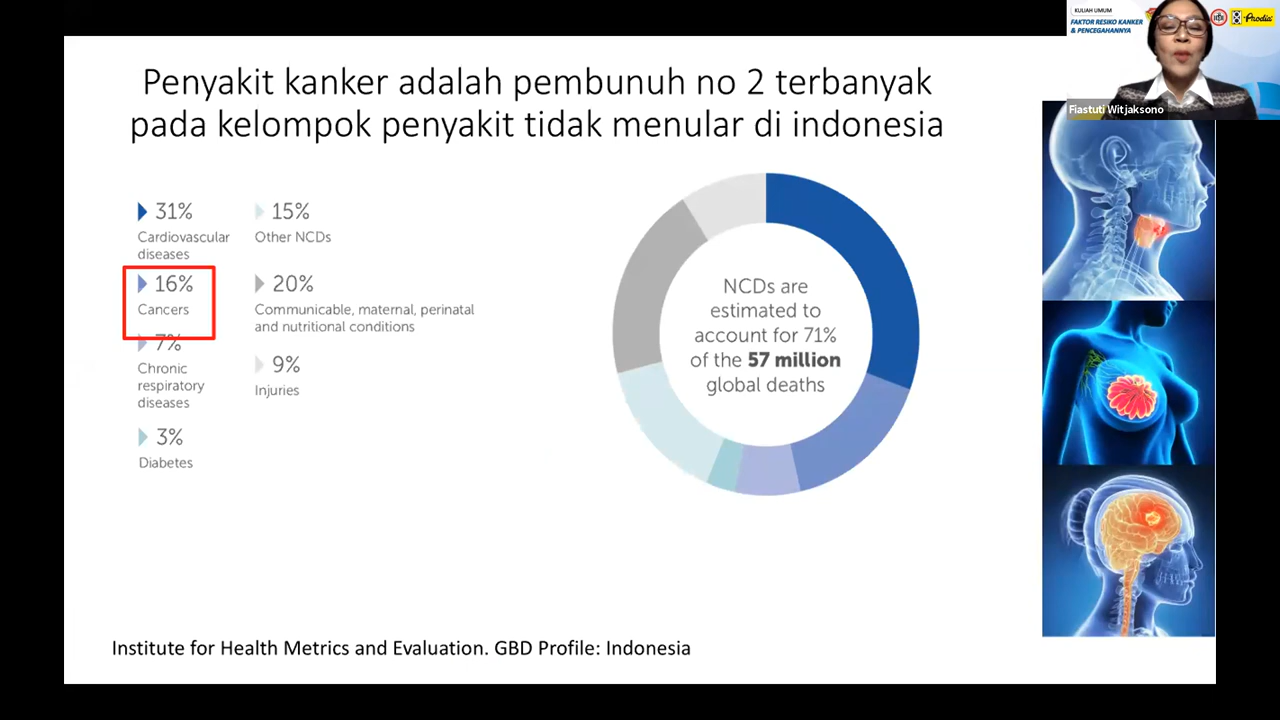 KULIAH UMUM
FAKTOR RESIKO KANKER
& PENCEGAHANNYA
Prodia
Fiastuti Witjaksono
Penyakit kanker adalah pembunuh no 2 terbanyak
pada kelompok penyakit tidak menular di indonesia
31%
Cardiovascular
diseases
16%
Cancers
7%
Chronic
respiratory
diseases
3%
Diabetes
15%
Other NCDs
20%
Communicable, maternal, perinatal
and nutritional conditions
9%
Injuries
NCDs are
estimated to
account for 71%
of the 57 million
global deaths
Institute for Health Metrics and Evaluation. GBD Profile: Indonesia